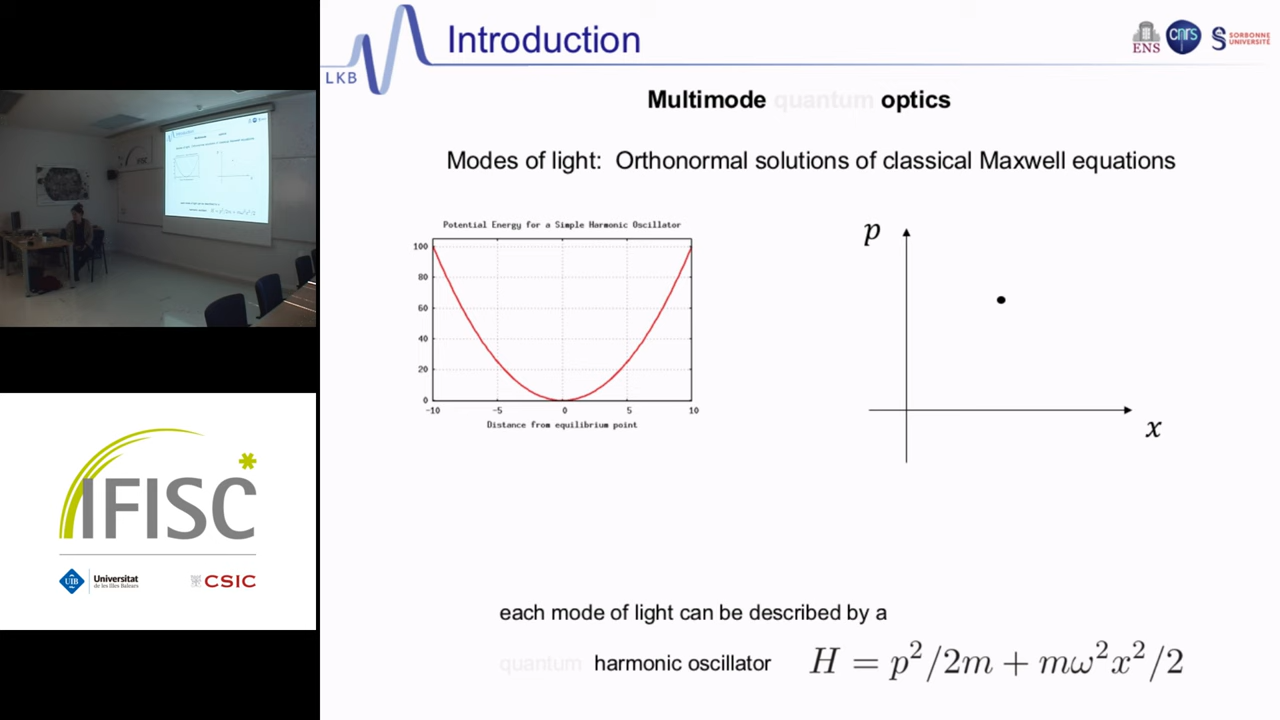 LKB
Introduction
ENS
cnrs
SORBONNE
UNIVERSITÉ
Multimode quantum optics
Modes of light: Orthonormal solutions of classical Maxwell equations
Potential Energy for a Simple Harmonic Oscillator
100
80
60
40
20
0
-10 -5 0 5 10
Distance from equilibrium point
p
x
each mode of light can be described by a
quantum harmonic oscillator
H = p²/2m + mω²x²/2
IFISC
UIB
Universitat
de les Illes Balears
CSIC